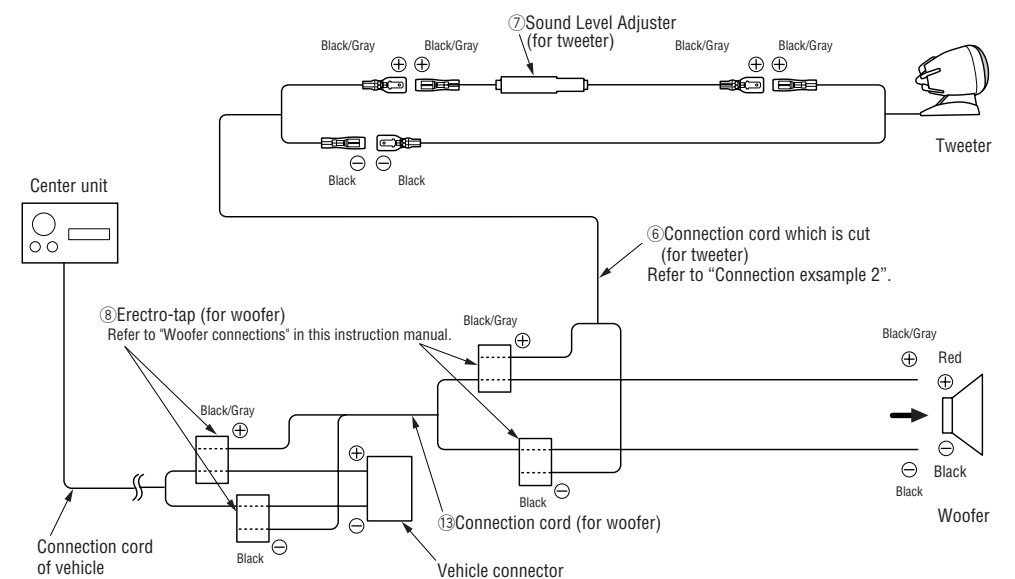 ⑦Sound Level Adjuster
(for tweeter)
Black/Gray
Black/Gray
Black/Gray
Black/Gray
⊕ ⊕
⊕ ⊕
⊖ ⊖
Black
Black
Tweeter
Center unit
⑥Connection cord which is cut
(for tweeter)
Refer to “Connection exsample 2”.
⑧Erectro-tap (for woofer)
Refer to "Woofer connections" in this instruction manual.
Black/Gray
⊕
Black/Gray
⊕
Red
⊕
Black/Gray
⊕
⊕
⊖
Black
⊖
Black
Woofer
Black
⊖
⑬Connection cord (for woofer)
⊖
Black
⊖
Connection cord
of vehicle
Vehicle connector